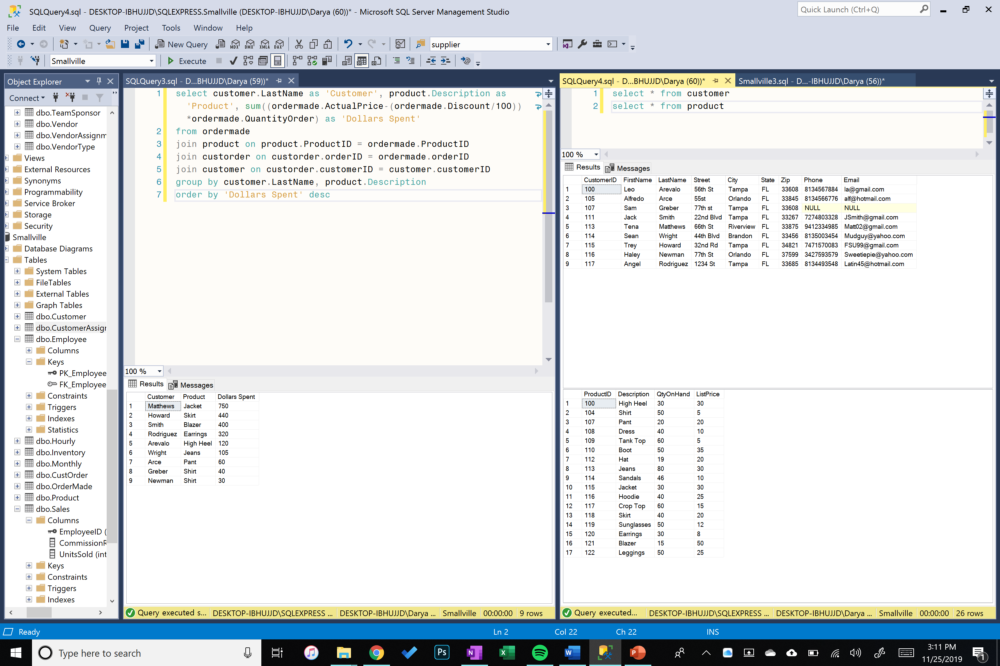 SQLQuery4.sql - DESKTOP-IBHUJJD\SQLEXPRESS.Smallville (DESKTOP-IBHUJJD\Darya (60))* - Microsoft SQL Server Management Studio
Quick Launch (Ctrl+Q)
File Edit View Query Project Tools Window Help
New Query MDX DMX XMLA DAX supplier
Smallville Execute
Object Explorer
Connect
dbo.TeamSponsor
dbo.Vendor
dbo.VendorAssignm
dbo.VendorType
Views
External Resources
Synonyms
Programmability
Service Broker
Storage
Security
Smallville
Database Diagrams
Tables
System Tables
FileTables
External Tables
Graph Tables
dbo.Customer
dbo.CustomerAssigr
dbo.Employee
Columns
Keys
PK_Employee
FK_Employee
Constraints
Triggers
Indexes
Statistics
dbo.Hourly
dbo.Inventory
dbo.Monthly
dbo.CustOrder
dbo.OrderMade
dbo.Product
dbo.Sales
Columns
EmployeeID (
CommissionR
UnitsSold (int
Keys
Constraints
Triggers
Indexes
SQLQuery3.sql - D...BHUJJD\Darya (59))*
1 select customer.LastName as 'Customer', product.Description as
'Product', sum((ordermade.ActualPrice-(ordermade.Discount/100))
*ordermade.QuantityOrder) as 'Dollars Spent'
2 from ordermade
3 join product on product.ProductID = ordermade.ProductID
4 join custorder on custorder.orderID = ordermade.orderID
5 join customer on custorder.customerID = customer.customerID
6 group by customer.LastName, product.Description
7 order by 'Dollars Spent' desc
100 %
Results Messages
Customer Product Dollars Spent
1 Matthews Jacket 750
2 Howard Skirt 440
3 Smith Blazer 400
4 Rodriguez Earrings 320
5 Arevalo High Heel 120
6 Wright Jeans 105
7 Arce Pant 60
8 Greber Shirt 40
9 Newman Shirt 30
Query executed s... DESKTOP-IBHUJJD\SQLEXPRESS ... DESKTOP-IBHUJJD\Darya ... Smallville 00:00:00 9 rows
SQLQuery4.sql - D...BHUJJD\Darya (60))* Smallville3.sql - D...-IBHUJJD\Darya (56))*
1 select * from customer
2 select * from product
100 %
Results Messages
CustomerID FirstName LastName Street City State Zip Phone Email
1 100 Leo Arevalo 56th St Tampa FL 33608 8134567884 la@gmail.com
2 105 Alfredo Arce 55st Orlando FL 33845 8134566776 alf@hotmail.com
3 107 Sam Greber 77th st Tampa FL 33608 NULL NULL
4 111 Jack Smith 22nd Blvd Tampa FL 33267 7274803328 JSmith@gmail.com
5 113 Tena Matthews 66th St Riverview FL 33875 9412334985 Matt02@gmail.com
6 114 Sean Wright 44th Blvd Brandon FL 33456 8135003454 Mudguy@yahoo.com
7 115 Trey Howard 32nd Rd Tampa FL 34821 7471570083 FSU99@gmail.com
8 116 Haley Newman 77th St Orlando FL 37599 3427593579 Sweetiepie@yahoo.com
9 117 Angel Rodriguez 1234 St Tampa FL 33685 8134493548 Latin45@hotmail.com
ProductID Description QtyOnHand ListPrice
1 100 High Heel 30 30
2 104 Shirt 50 5
3 107 Pant 20 20
4 108 Dress 40 10
5 109 Tank Top 60 5
6 110 Boot 50 35
7 112 Hat 19 20
8 113 Jeans 80 30
9 114 Sandals 46 10
10 115 Jacket 30 30
11 116 Hoodie 40 25
12 117 Crop Top 60 15
13 118 Skirt 40 20
14 119 Sunglasses 50 12
15 120 Earrings 30 8
16 121 Blazer 15 50
17 122 Leggings 50 25
Query executed... DESKTOP-IBHUJJD\SQLEXPRESS ... DESKTOP-IBHUJJD\Darya ... Smallville 00:00:00 26 rows
Ready Ln 2 Col 22 Ch 22 INS
Type here to search
Ps N X W P
3:11 PM
11/25/2019
1